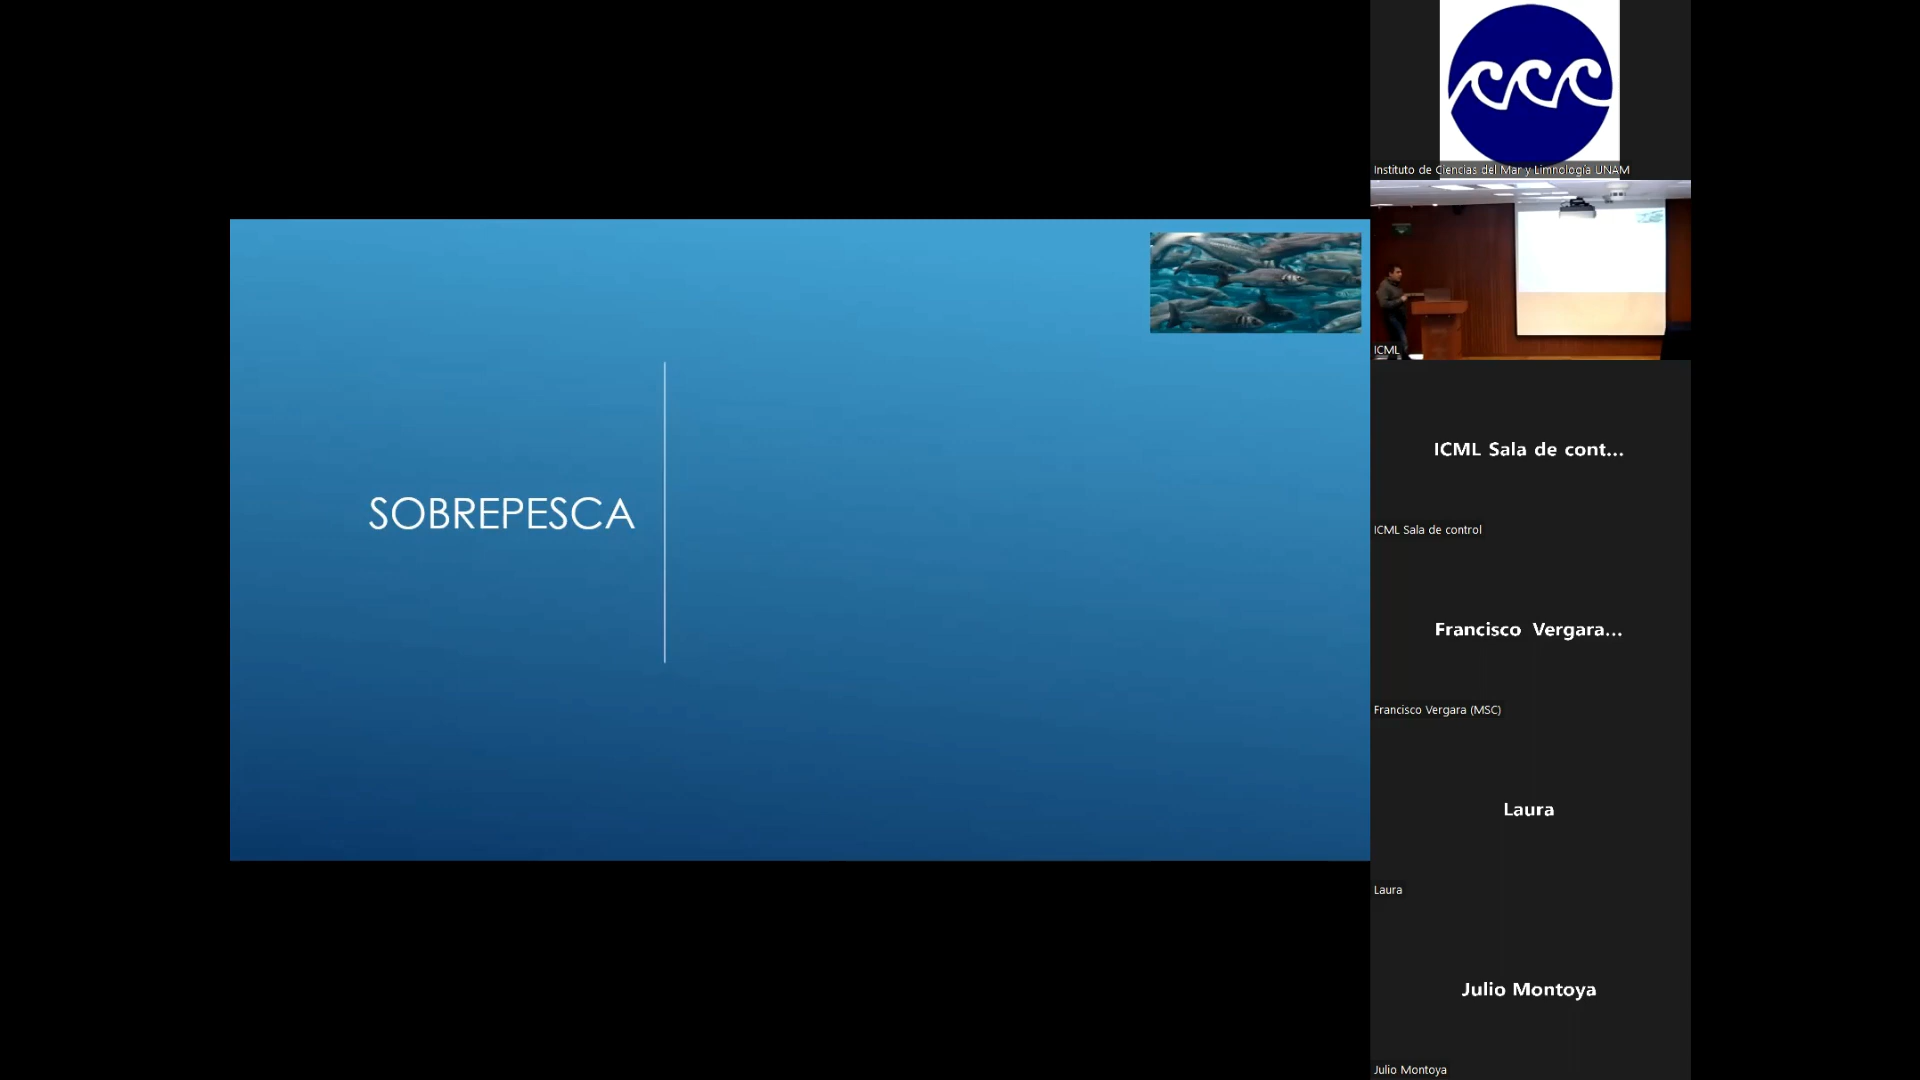 SOBREPESCA
Instituto de Ciencias del Mar y Limnología UNAM
ICML
ICML Sala de cont...
ICML Sala de control
Francisco Vergara...
Francisco Vergara (MSC)
Laura
Laura
Julio Montoya
Julio Montoya